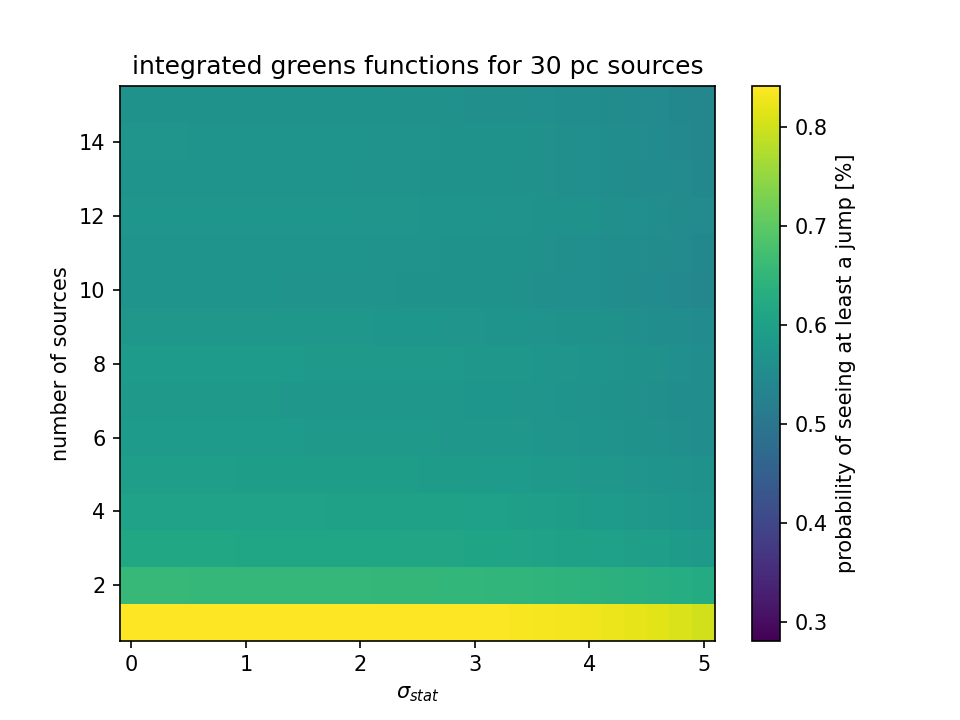 integrated greens functions for 30 pc sources
number of sources
14
12
10
8
6
4
2
0 1 2 3 4 5
σstat
0.8
0.7
0.6
0.5
0.4
0.3
probability of seeing at least a jump [%]